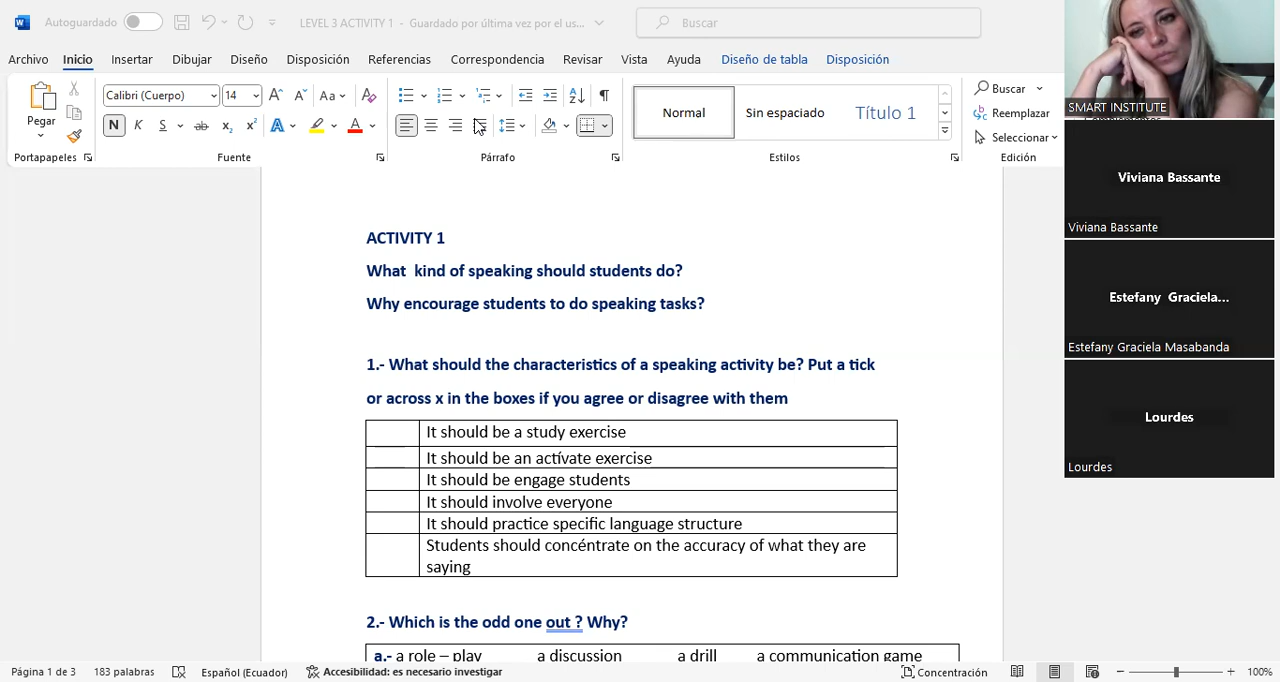 Autoguardado
LEVEL 3 ACTIVITY 1 - Guardado por última vez por el us...
Buscar
Archivo Inicio Insertar Dibujar Diseño Disposición Referencias Correspondencia Revisar Vista Ayuda Diseño de tabla Disposición
Pegar
Portapapeles
Calibri (Cuerpo) 14
Fuente
Párrafo
Normal Sin espaciado Título 1
Estilos
Buscar
Reemplazar
Seleccionar
Edición
ACTIVITY 1
What kind of speaking should students do?
Why encourage students to do speaking tasks?
1.- What should the characteristics of a speaking activity be? Put a tick
or across x in the boxes if you agree or disagree with them
It should be a study exercise
It should be an actívate exercise
It should be engage students
It should involve everyone
It should practice specific language structure
Students should concéntrate on the accuracy of what they are
saying
2.- Which is the odd one out ? Why?
a.- a role – play a discussion a drill a communication game
SMART INSTITUTE
Viviana Bassante
Viviana Bassante
Estefany Graciela...
Estefany Graciela Masabanda
Lourdes
Lourdes
Página 1 de 3 183 palabras Español (Ecuador) Accesibilidad: es necesario investigar Concentración 100%